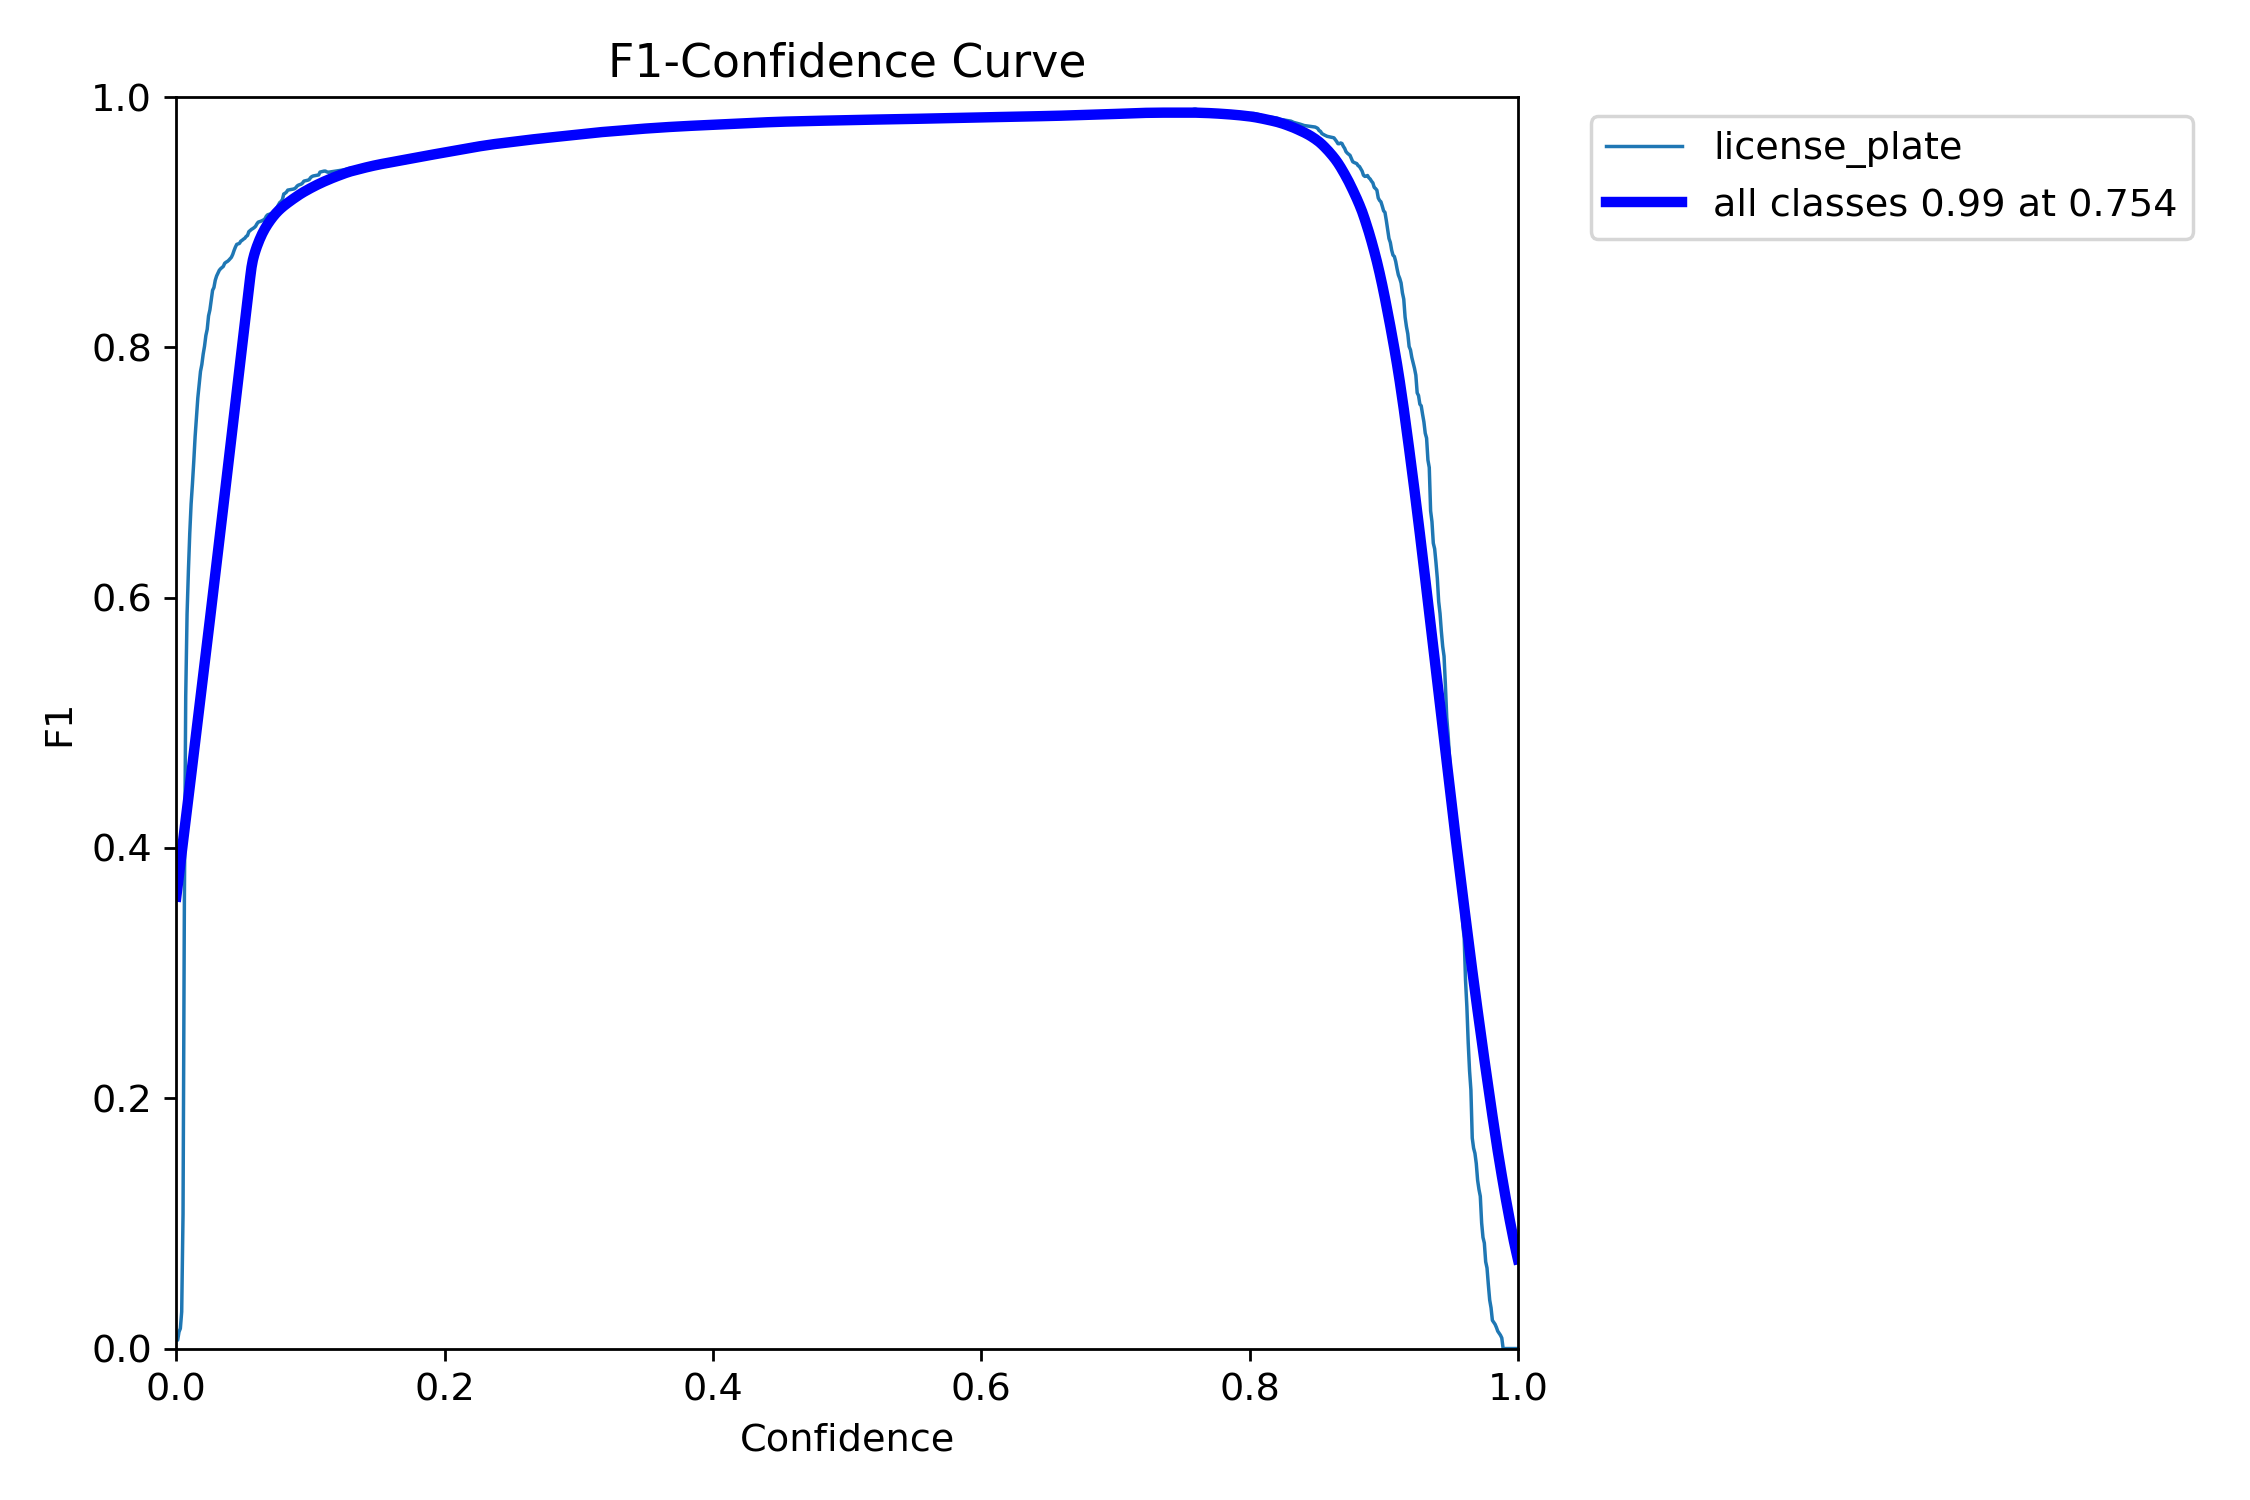 F1-Confidence Curve
license_plate
all classes 0.99 at 0.754
F1
1.0
0.8
0.6
0.4
0.2
0.0
0.0 0.2 0.4 0.6 0.8 1.0
Confidence